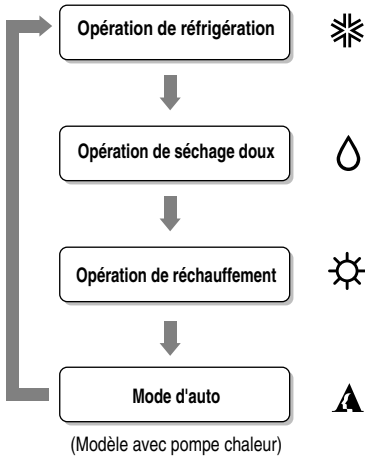 Opération de réfrigération
Opération de séchage doux
Opération de réchauffement
Mode d'auto
(Modèle avec pompe chaleur)